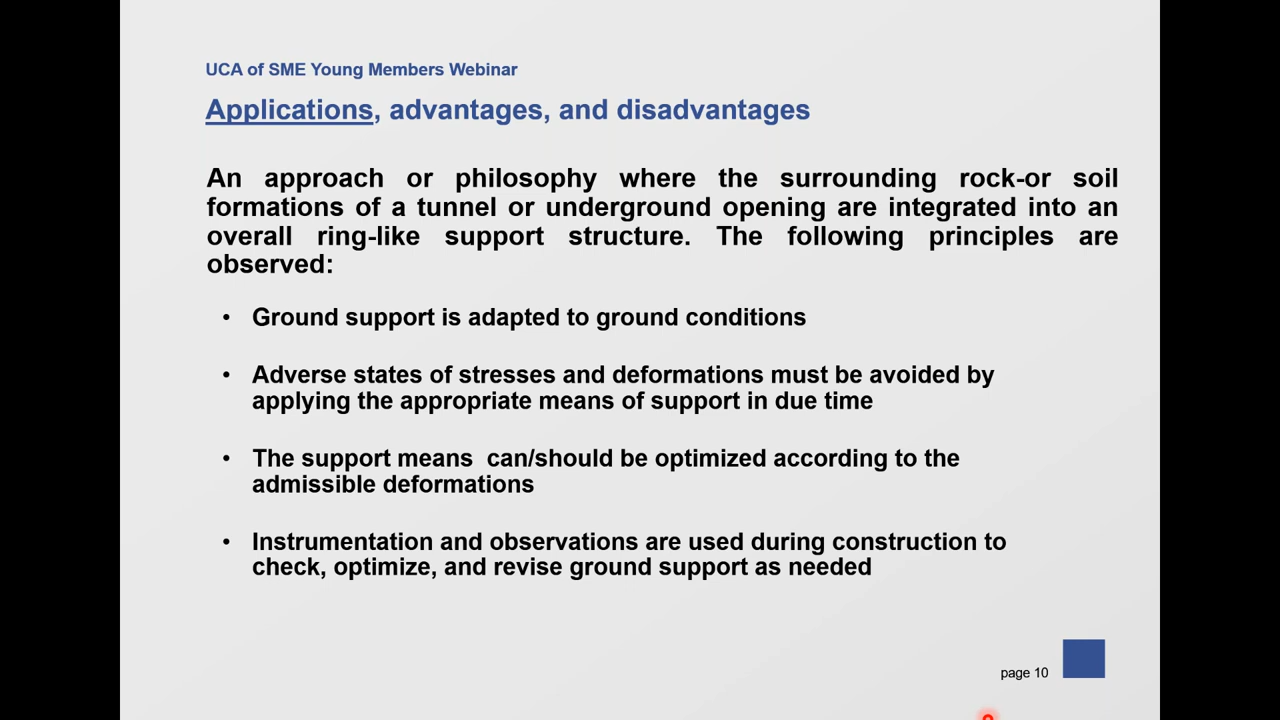 UCA of SME Young Members Webinar
Applications, advantages, and disadvantages
An approach or philosophy where the surrounding rock-or soil
formations of a tunnel or underground opening are integrated into an
overall ring-like support structure. The following principles are
observed:
• Ground support is adapted to ground conditions
• Adverse states of stresses and deformations must be avoided by
applying the appropriate means of support in due time
• The support means  can/should be optimized according to the
admissible deformations
• Instrumentation and observations are used during construction to
check, optimize, and revise ground support as needed
page 10